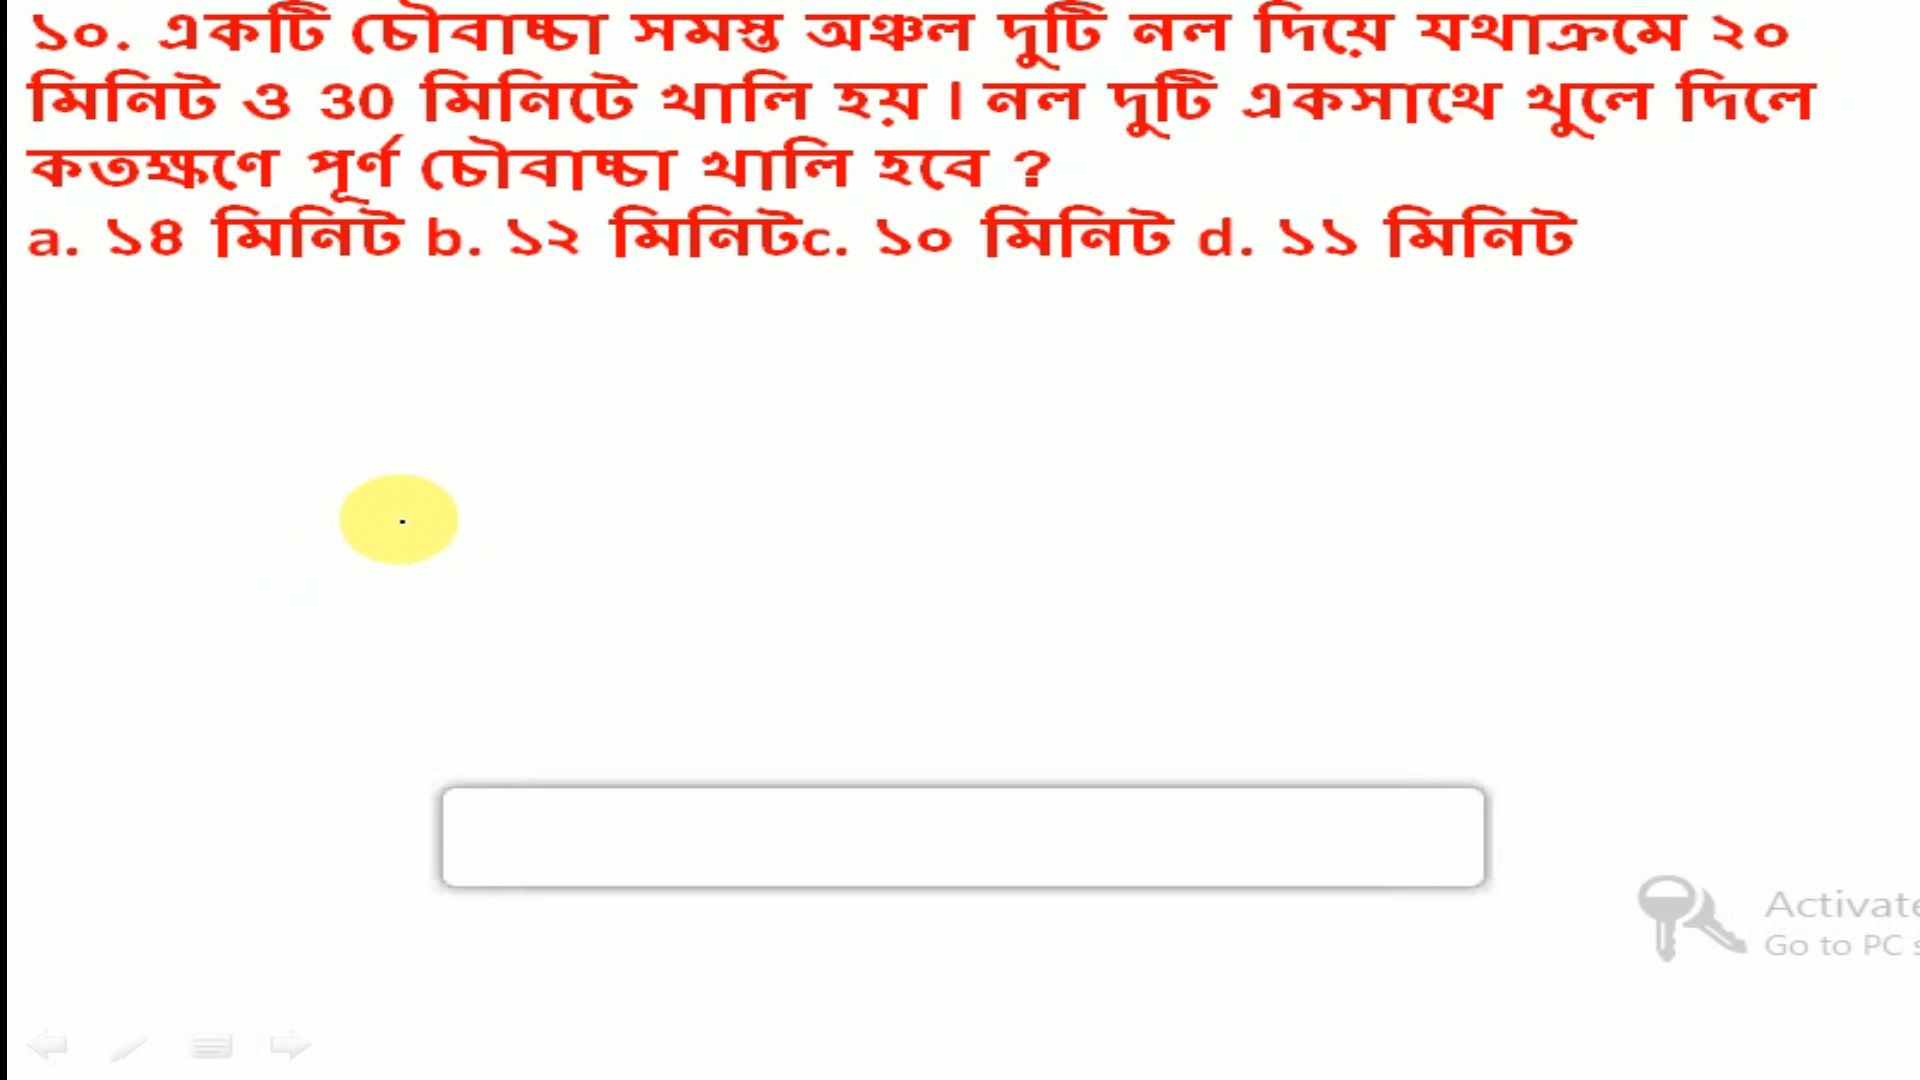 ১০. একটি চৌবাচ্চা সমস্ত অঞ্চল দুটি নল দিয়ে যথাক্রমে ২০
মিনিট ও 30 মিনিটে খালি হয় । নল দুটি একসাথে খুলে দিলে
কতক্ষণে পূর্ণ চৌবাচ্চা খালি হবে ?
a. ১৪ মিনিট b. ১২ মিনিটc. ১০ মিনিট d. ১১ মিনিট
Activate
Go to PC s